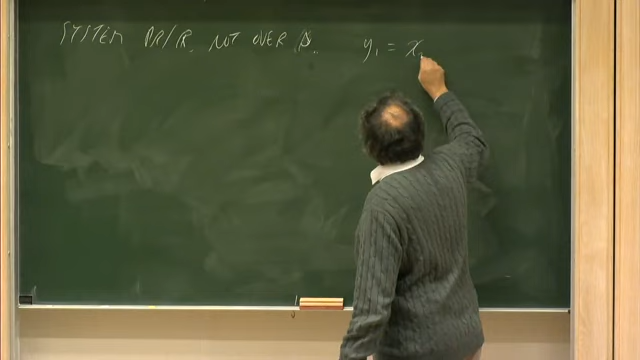 SYSTEM PR/R, NOT OVER β. y₁ = x